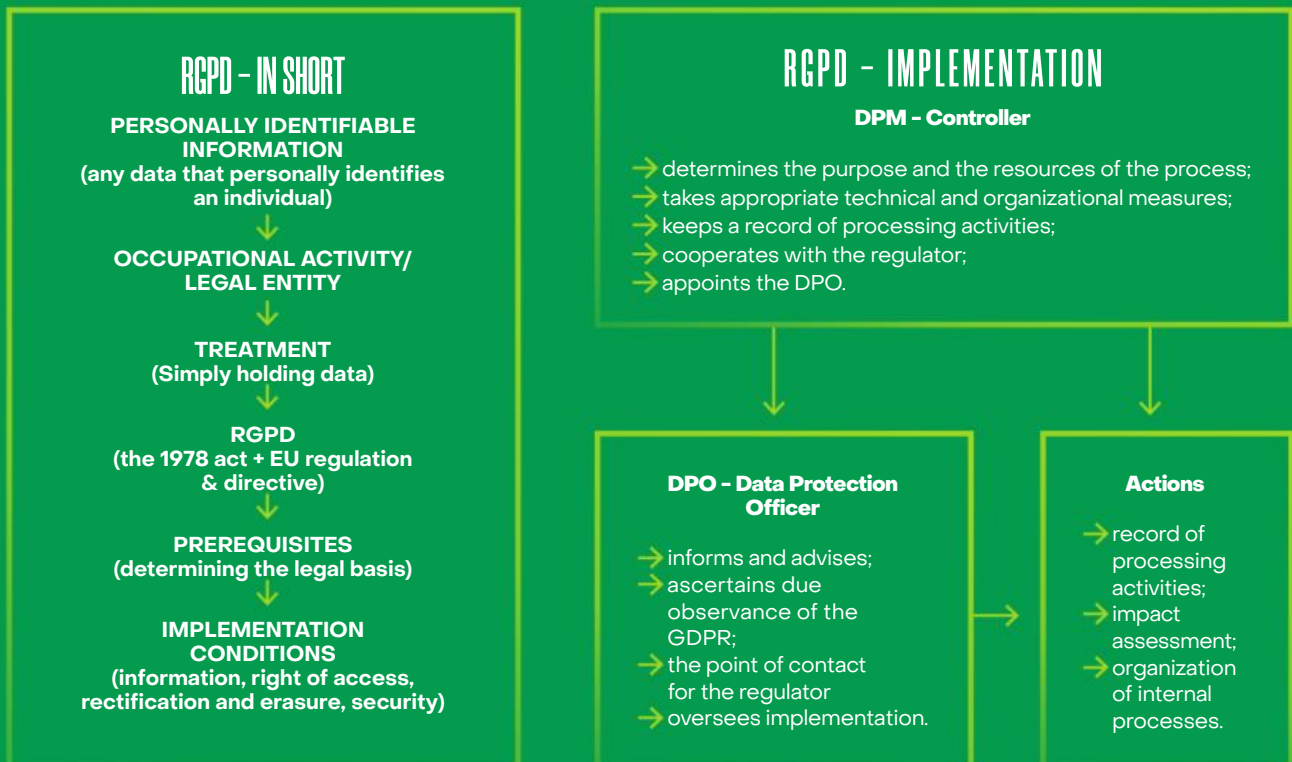 RGPD – IN SHORT
PERSONALLY IDENTIFIABLE
INFORMATION
(any data that personally identifies
an individual)
OCCUPATIONAL ACTIVITY/
LEGAL ENTITY
TREATMENT
(Simply holding data)
RGPD
(the 1978 act + EU regulation
& directive)
PREREQUISITES
(determining the legal basis)
IMPLEMENTATION
CONDITIONS
(information, right of access,
rectification and erasure, security)
RGPD – IMPLEMENTATION
DPM – Controller
→ determines the purpose and the resources of the process;
→ takes appropriate technical and organizational measures;
→ keeps a record of processing activities;
→ cooperates with the regulator;
→ appoints the DPO.
DPO – Data Protection
Officer
→ informs and advises;
→ ascertains due
observance of the
GDPR;
→ the point of contact
for the regulator
→ oversees implementation.
Actions
→ record of
processing
activities;
→ impact
assessment;
→ organization
of internal
processes.